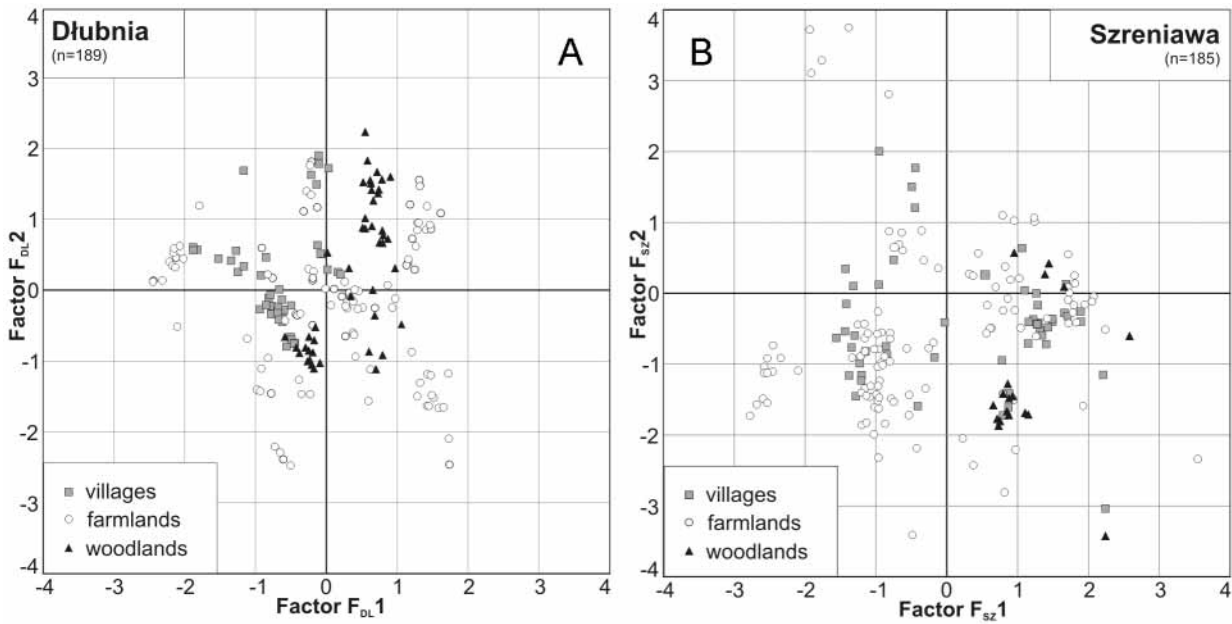 Dłubnia
(n=189)
A
4
3
2
1
0
-1
-2
-3
-4
Factor F_DL2
villages
farmlands
woodlands
-4
-3
-2
-1
0
1
2
3
4
Factor F_DL1
B
Szreniawa
(n=185)
4
3
2
1
0
-1
-2
-3
-4
Factor F_SZ2
villages
farmlands
woodlands
-4
-3
-2
-1
0
1
2
3
4
Factor F_SZ1